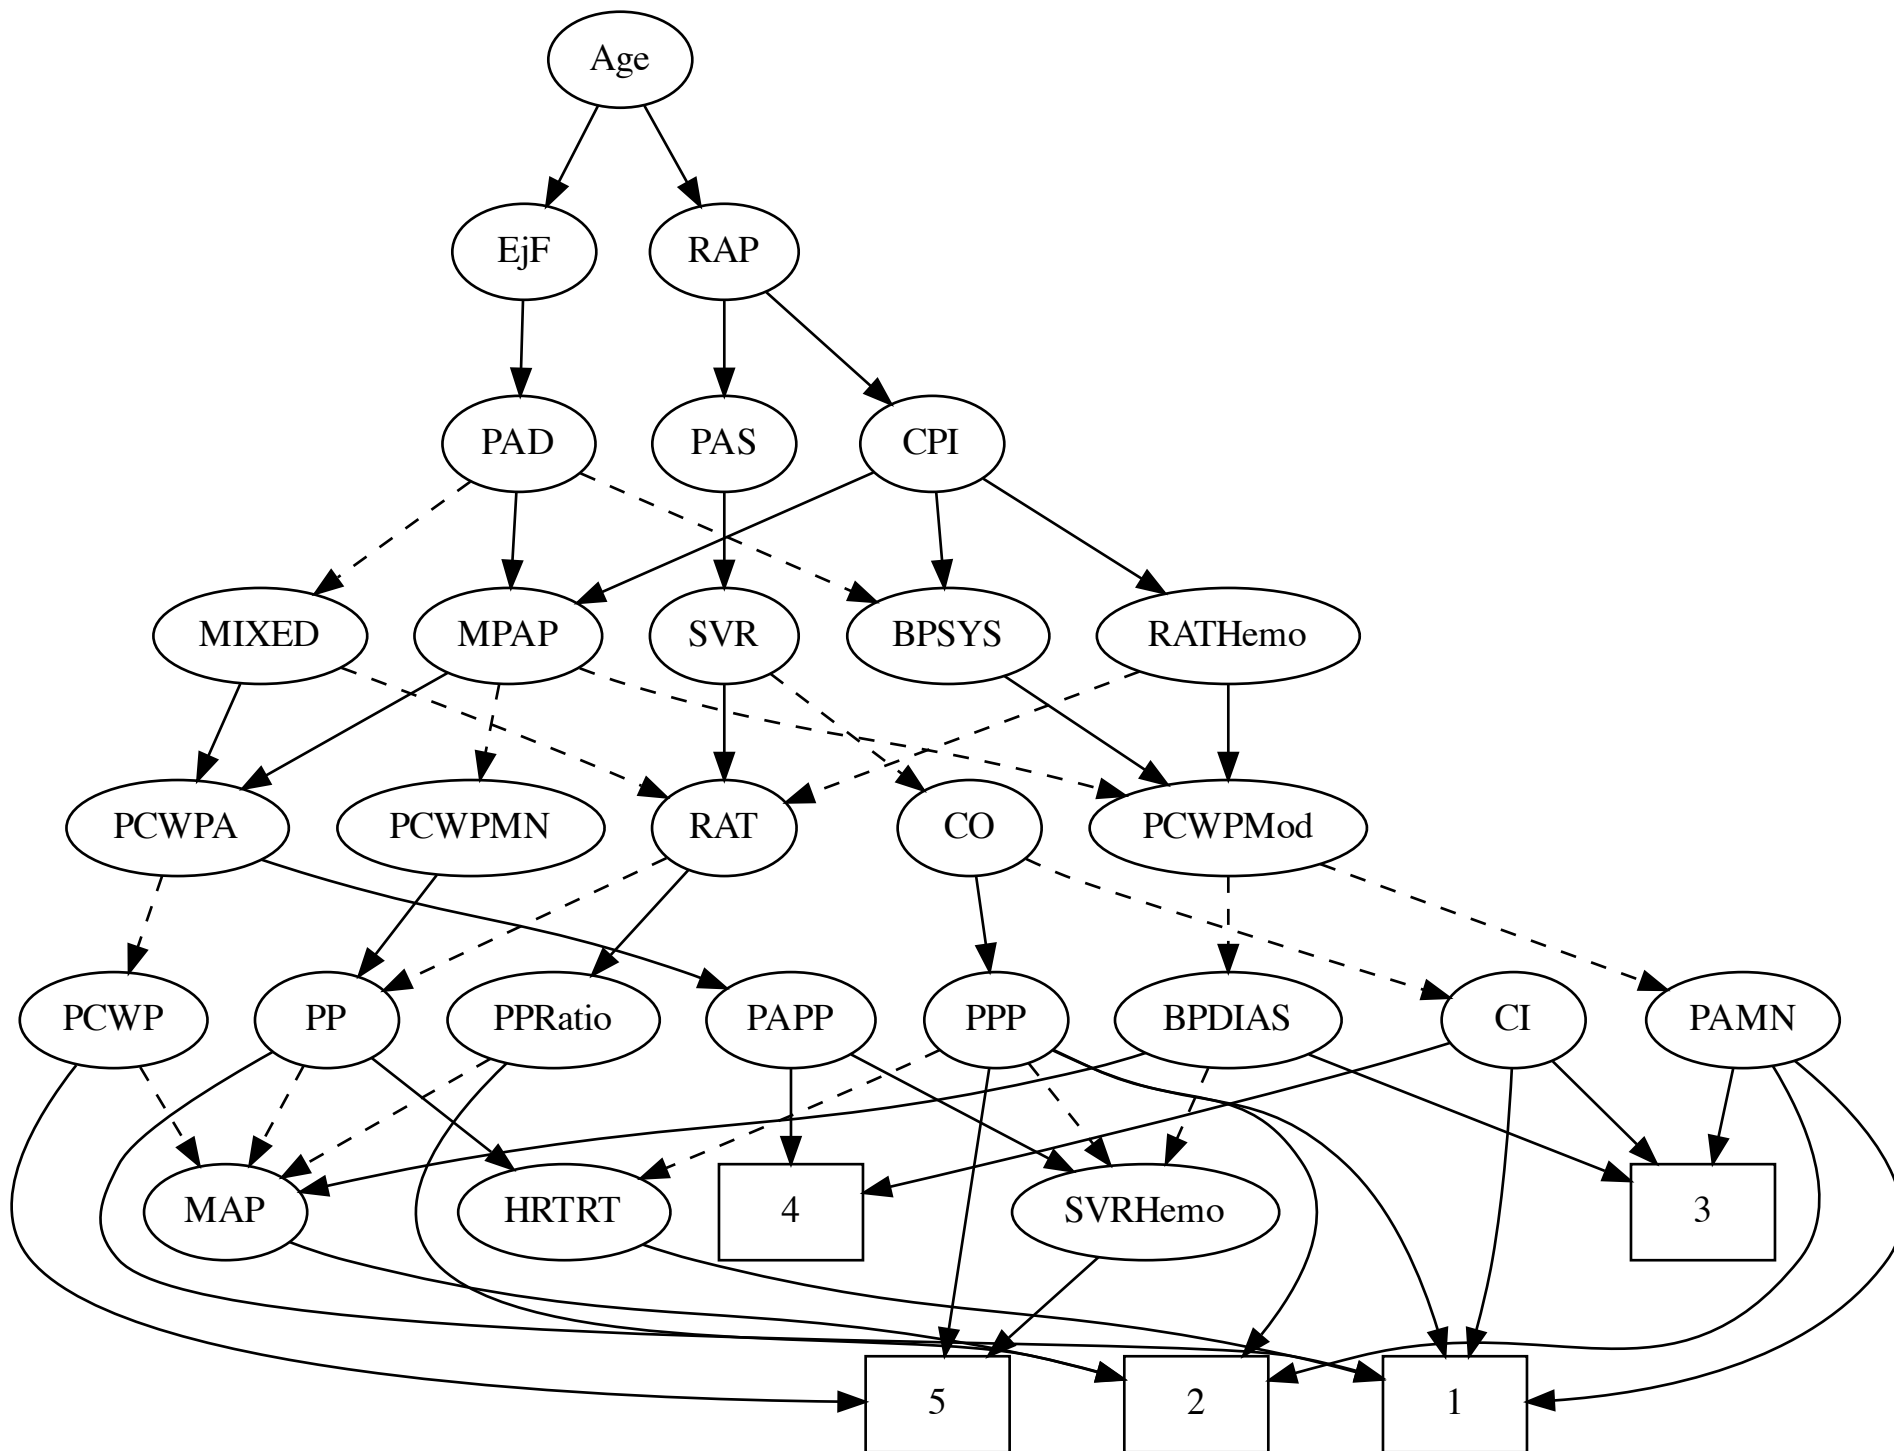 Age
EjF
RAP
PAD
PAS
CPI
MIXED
MPAP
SVR
BPSYS
RATHemo
PCWPA
PCWPMN
RAT
CO
PCWPMod
PCWP
PP
PPRatio
PAPP
PPP
BPDIAS
CI
PAMN
MAP
HRTRT
4
SVRHemo
3
5
2
1